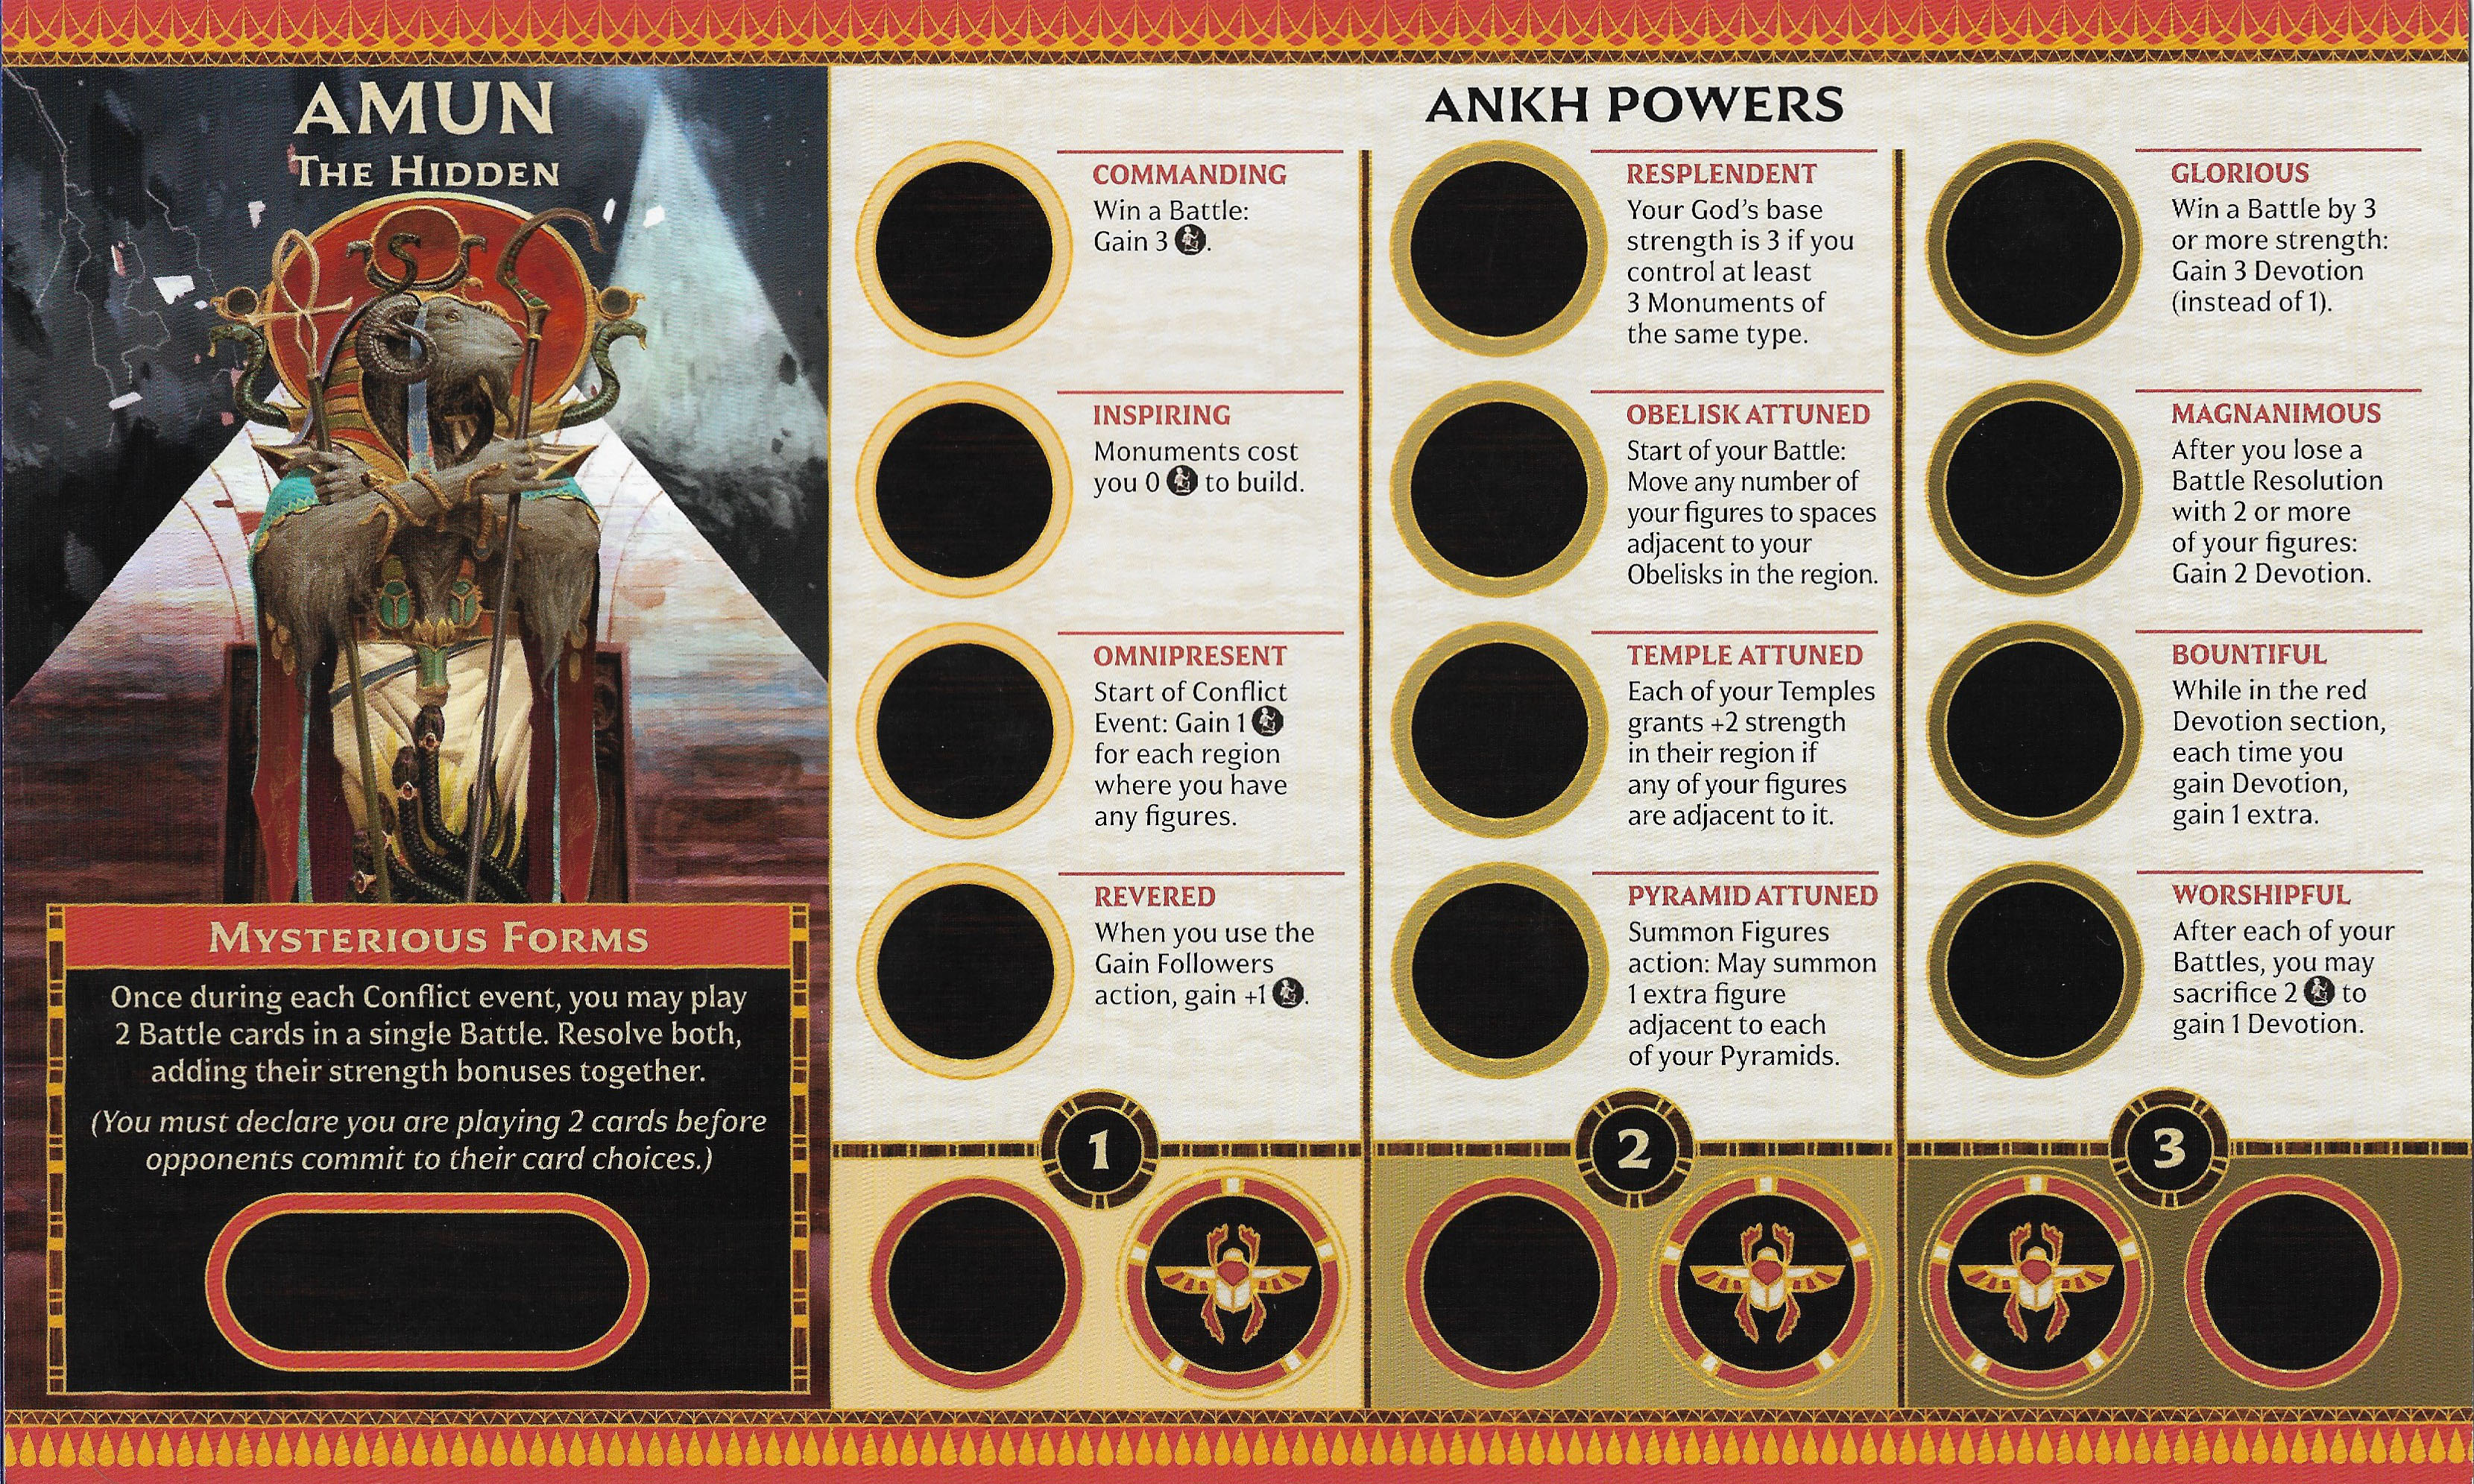 AMUN
THE HIDDEN
MYSTERIOUS FORMS
Once during each Conflict event, you may play
2 Battle cards in a single Battle. Resolve both,
adding their strength bonuses together.
(You must declare you are playing 2 cards before
opponents commit to their card choices.)
ANKH POWERS
COMMANDING
Win a Battle:
Gain 3 .
INSPIRING
Monuments cost
you 0 to build.
OMNIPRESENT
Start of Conflict
Event: Gain 1
for each region
where you have
any figures.
REVERED
When you use the
Gain Followers
action, gain +1 .
1
RESPLENDENT
Your God's base
strength is 3 if you
control at least
3 Monuments of
the same type.
OBELISK ATTUNED
Start of your Battle:
Move any number of
your figures to spaces
adjacent to your
Obelisks in the region.
TEMPLE ATTUNED
Each of your Temples
grants +2 strength
in their region if
any of your figures
are adjacent to it.
PYRAMID ATTUNED
Summon Figures
action: May summon
1 extra figure
adjacent to each
of your Pyramids.
2
GLORIOUS
Win a Battle by 3
or more strength:
Gain 3 Devotion
(instead of 1).
MAGNANIMOUS
After you lose a
Battle Resolution
with 2 or more
of your figures:
Gain 2 Devotion.
BOUNTIFUL
While in the red
Devotion section,
each time you
gain Devotion,
gain 1 extra.
WORSHIPFUL
After each of your
Battles, you may
sacrifice 2 to
gain 1 Devotion.
3